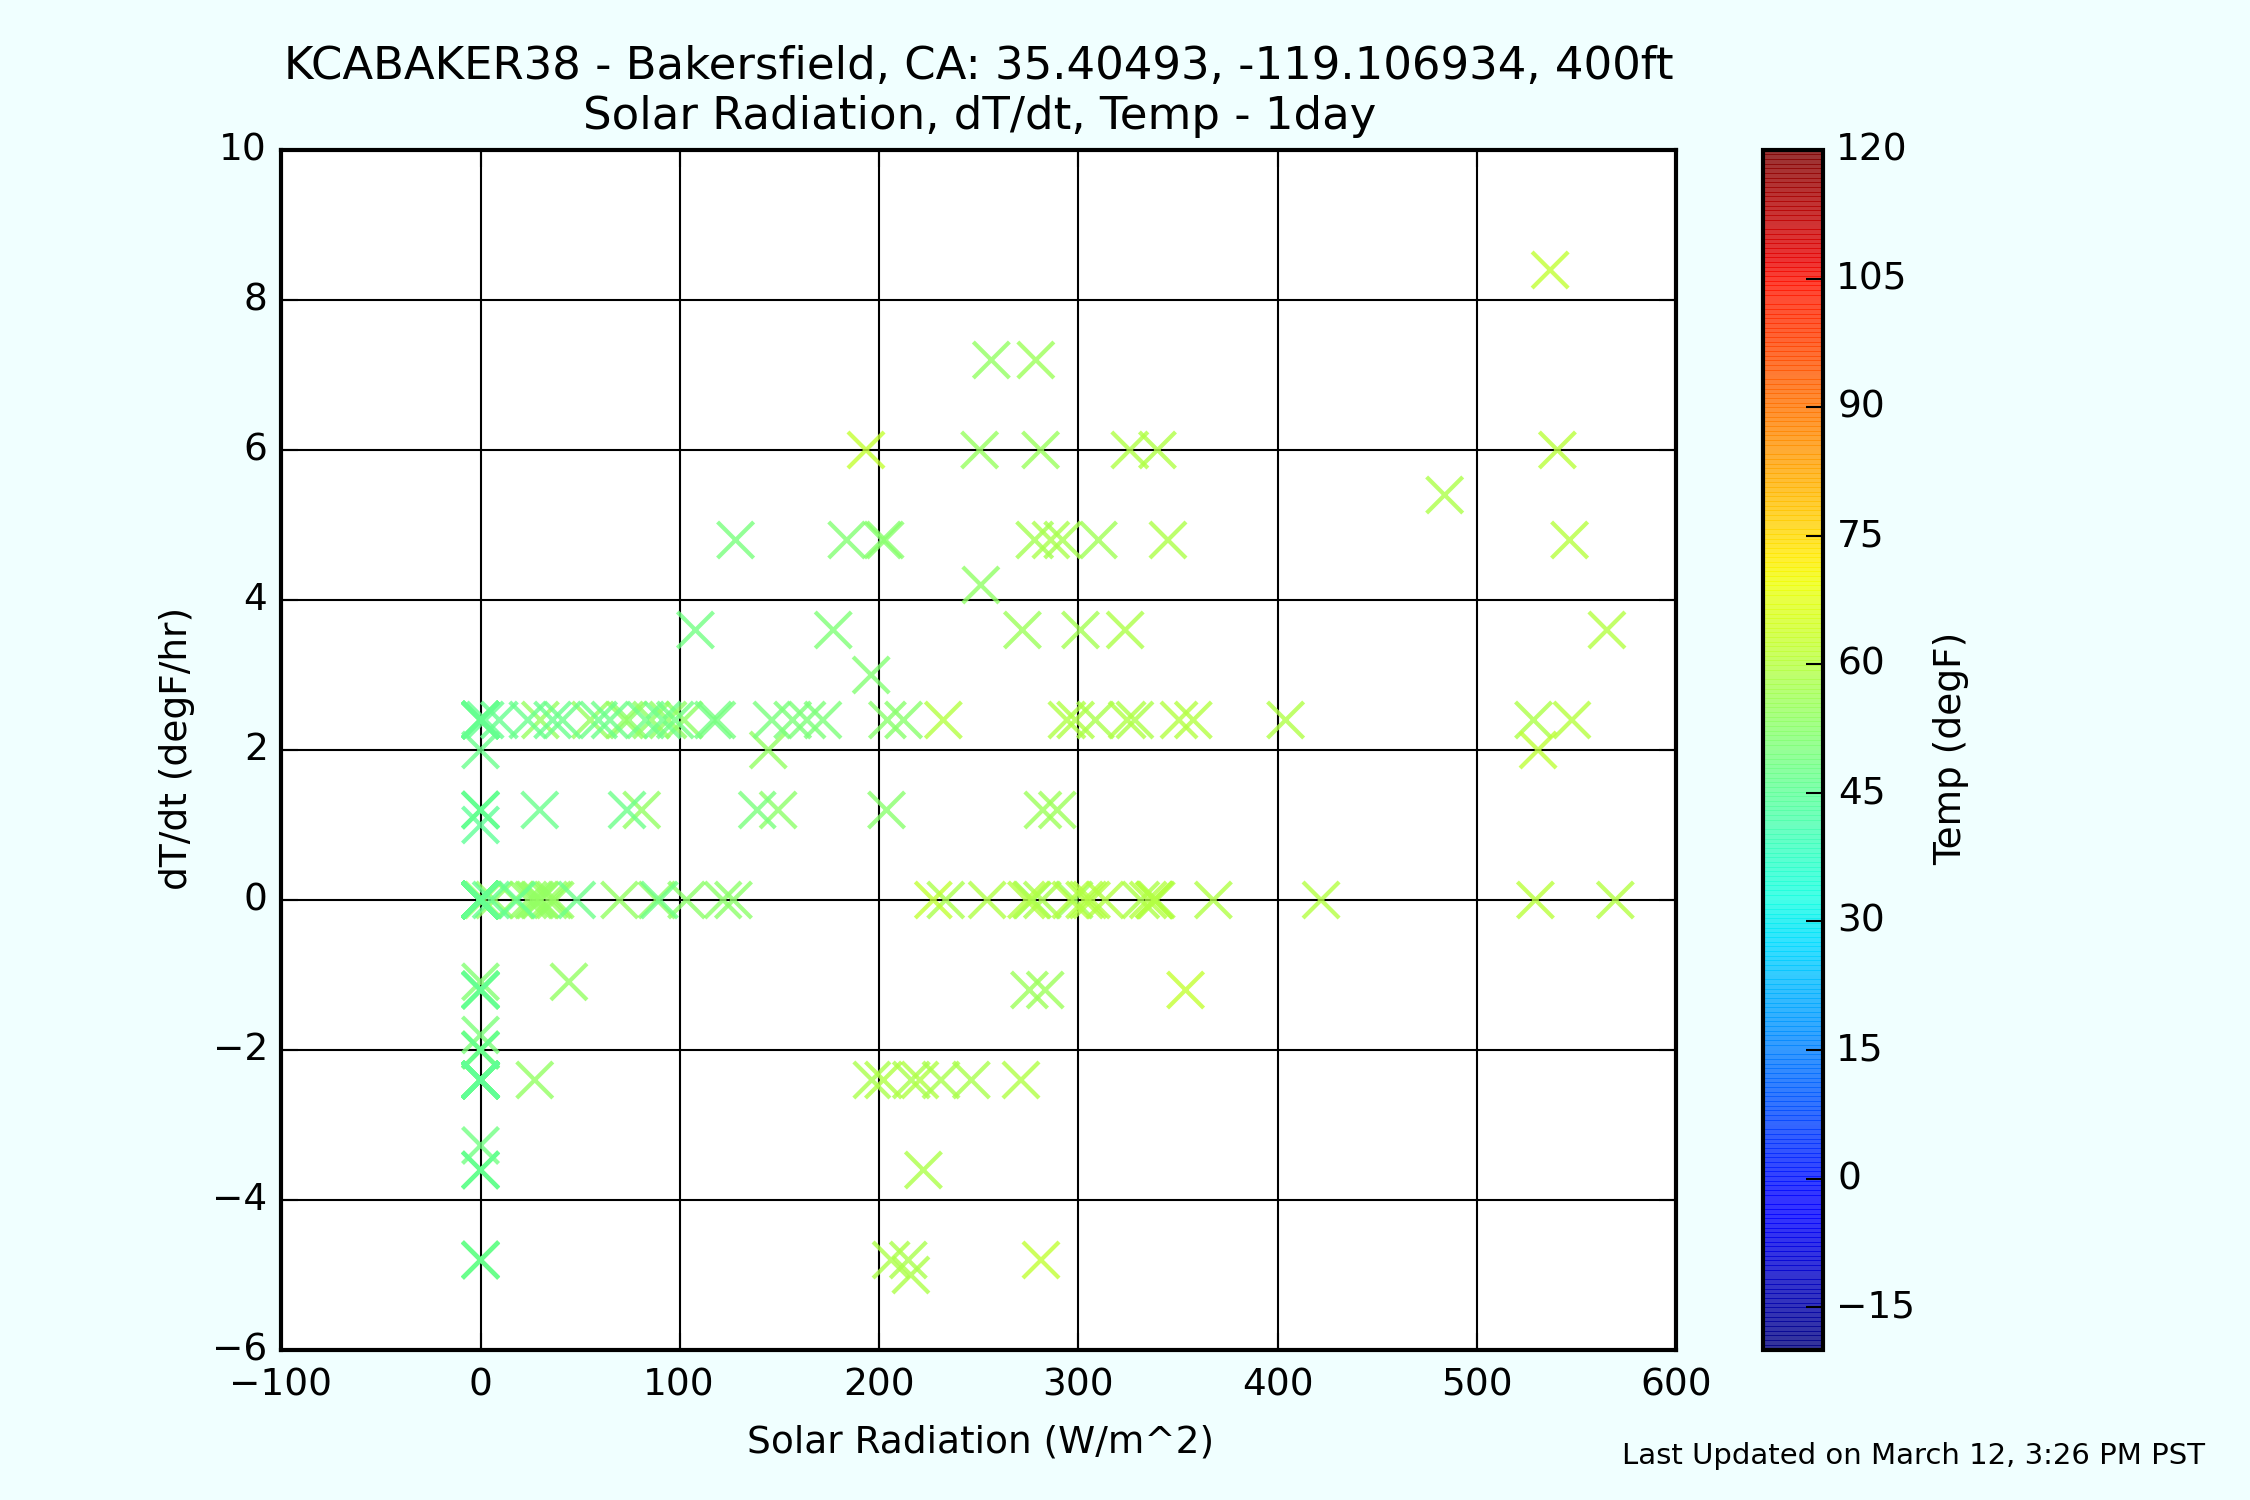 KCABAKER38 - Bakersfield, CA: 35.40493, -119.106934, 400ft
Solar Radiation, dT/dt, Temp - 1day
10
8
6
4
2
0
−2
−4
−6
dT/dt (degF/hr)
−100 0 100 200 300 400 500 600
Solar Radiation (W/m^2)
120
105
90
75
60
45
30
15
0
−15
Temp (degF)
Last Updated on March 12, 3:26 PM PST